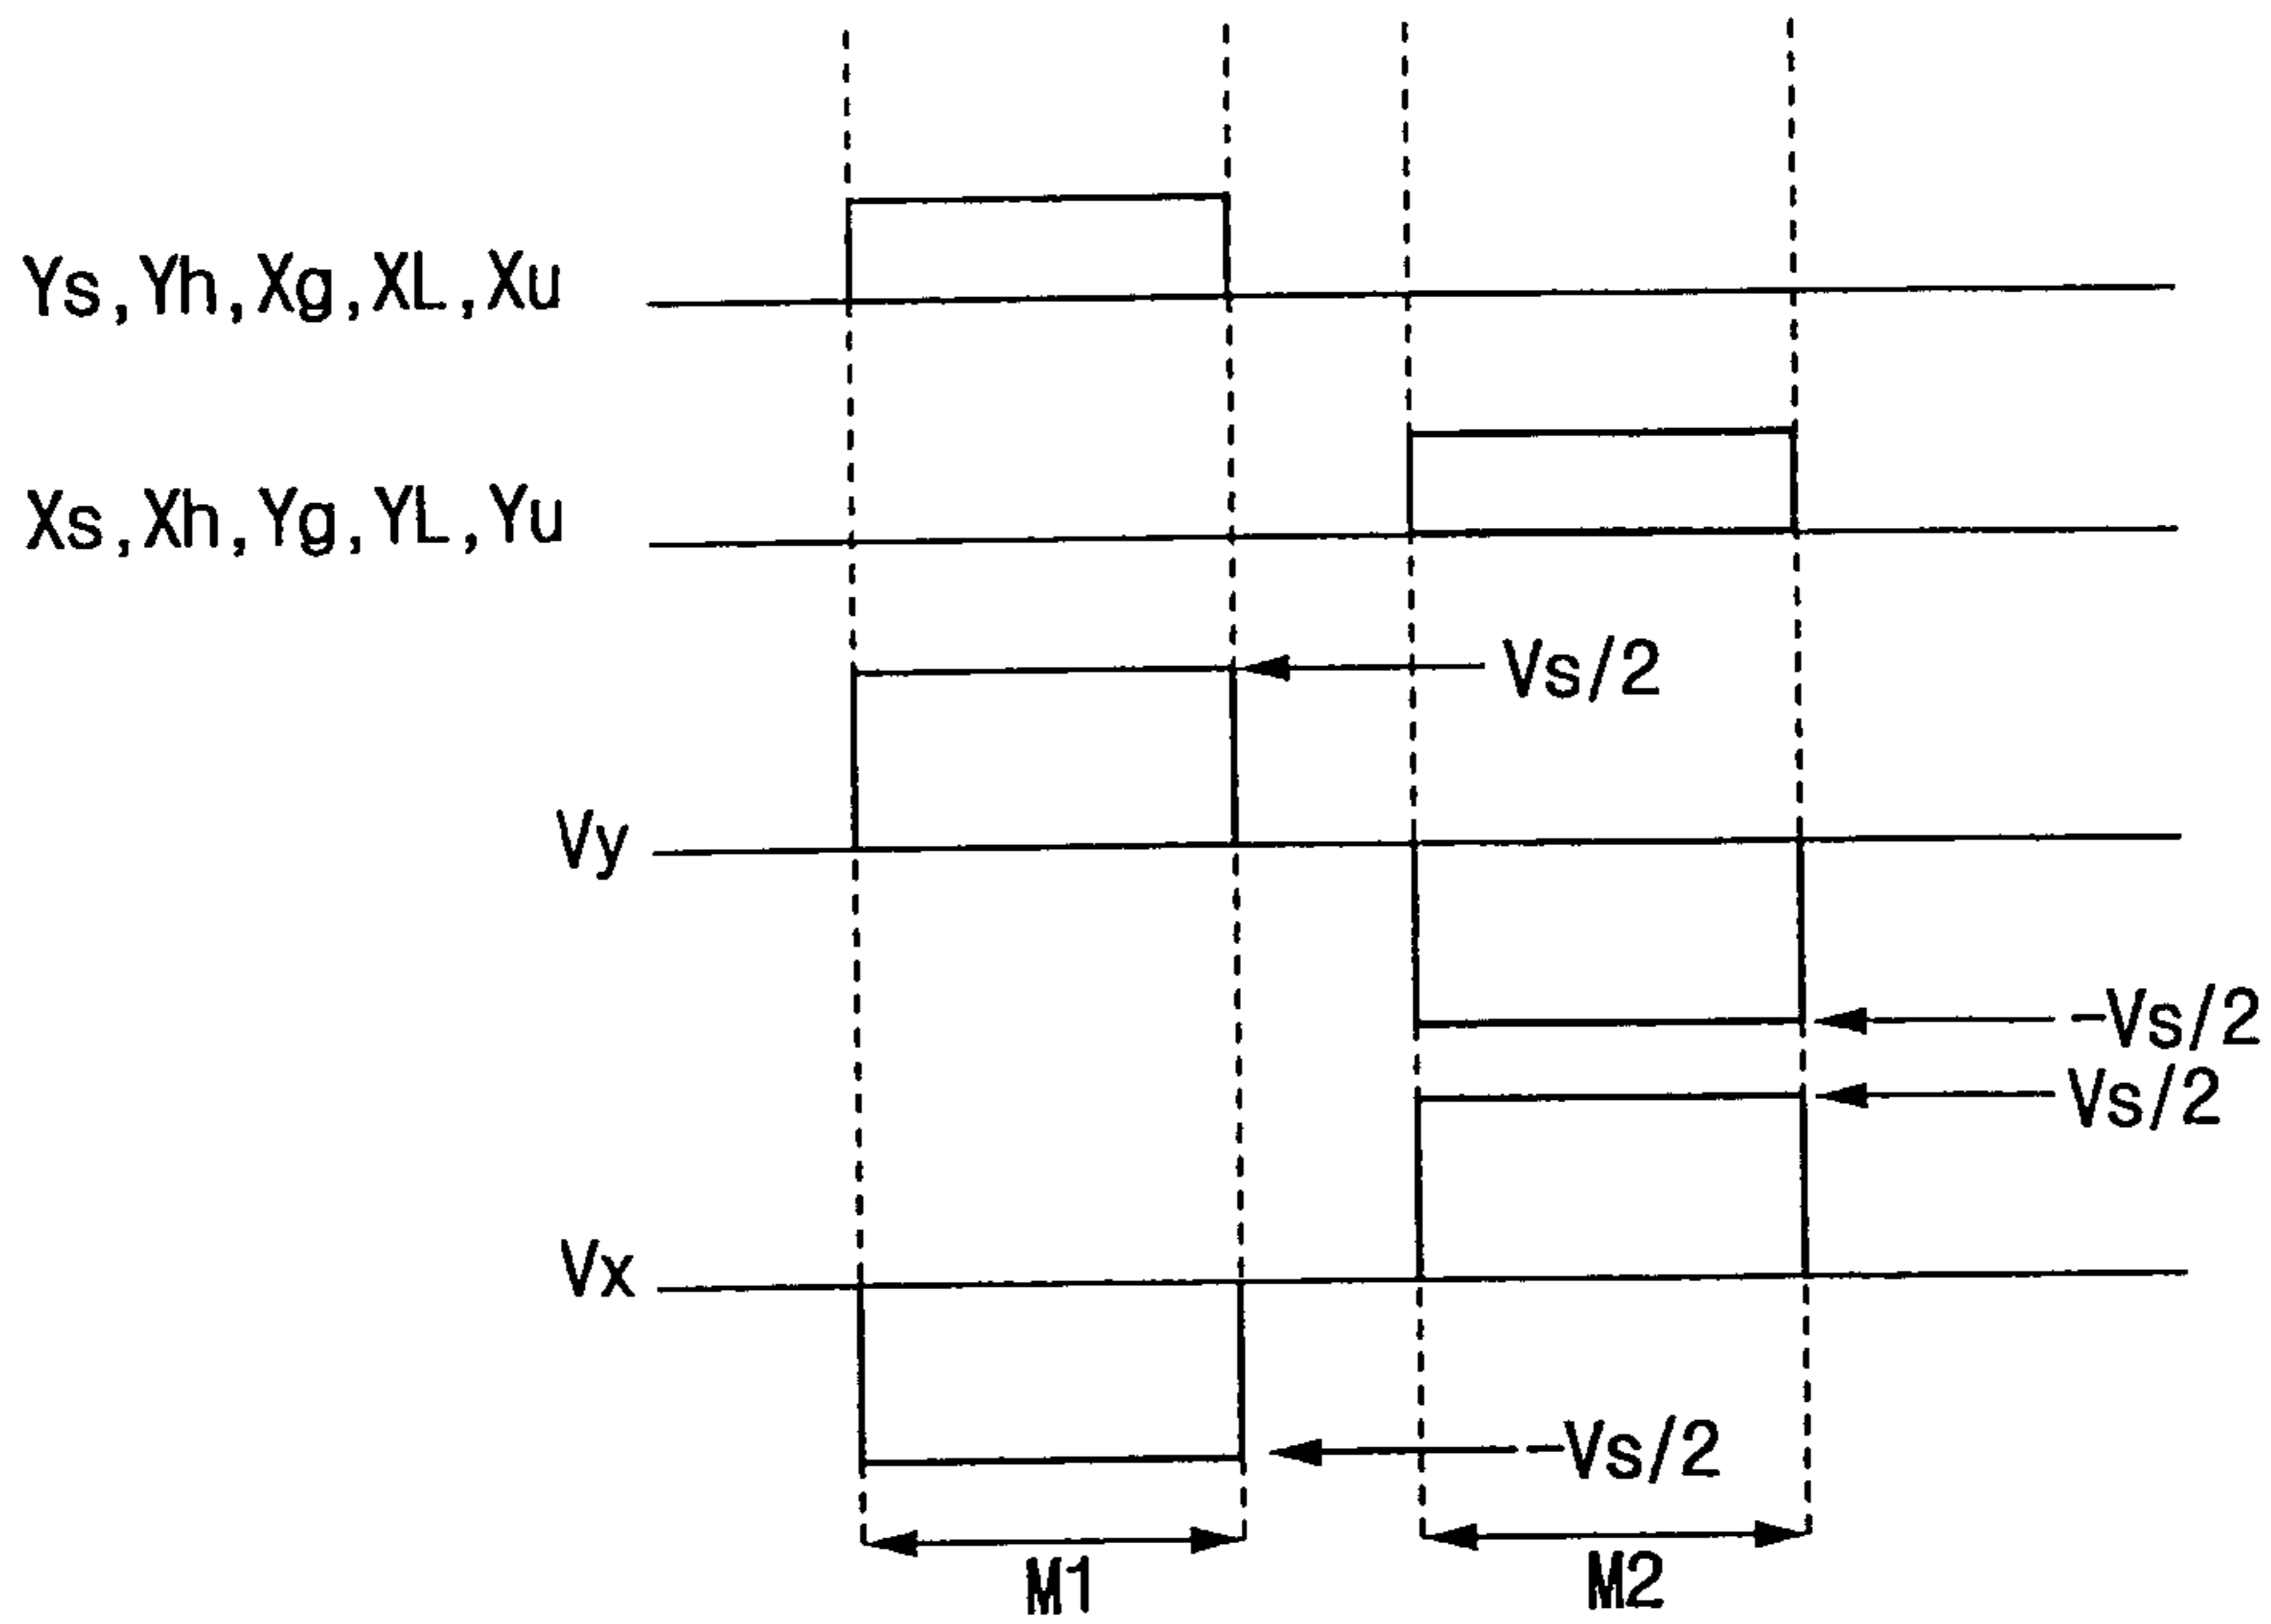 Ys,Yh,Xg,XL,Xu
Xs,Xh,Yg,YL,Yu
Vs/2
Vy
-Vs/2
Vs/2
Vx
-Vs/2
M1
M2